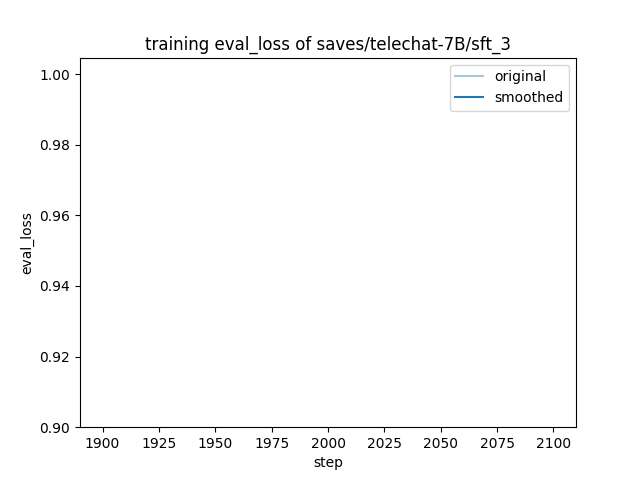 training eval_loss of saves/telechat-7B/sft_3
original
smoothed
1.00
0.98
0.96
0.94
0.92
0.90
eval_loss
1900 1925 1950 1975 2000 2025 2050 2075 2100
step